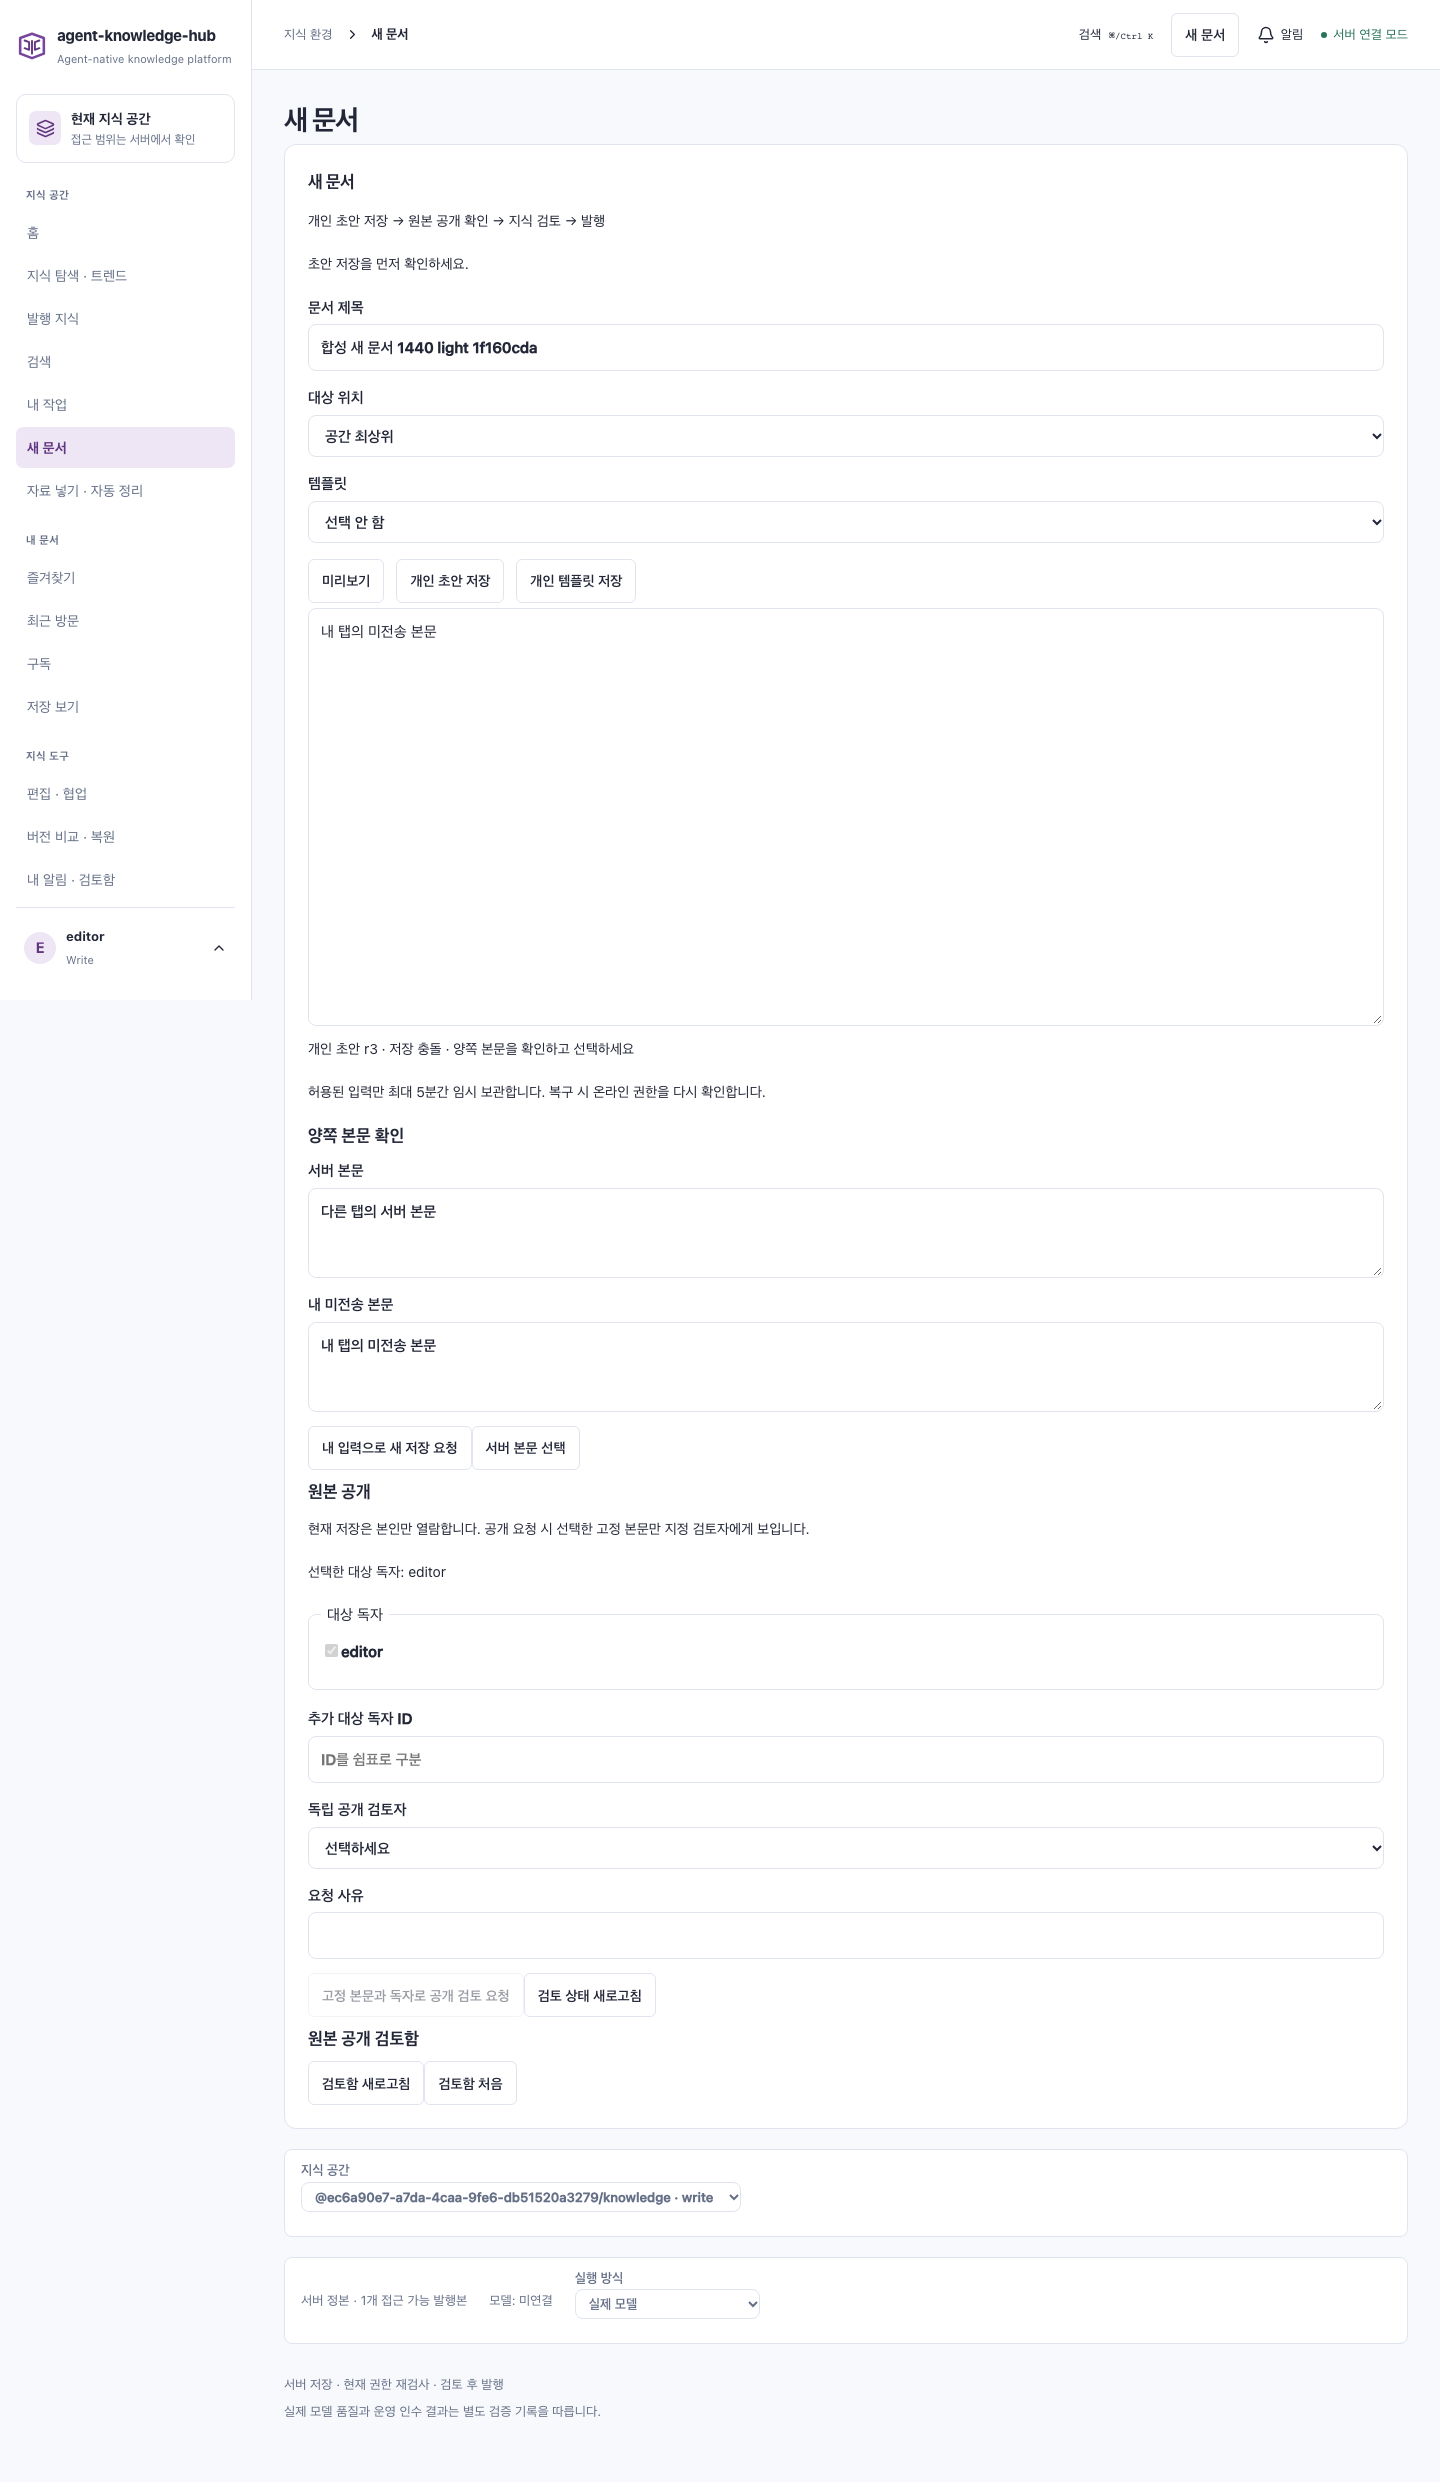 agent-knowledge-hub
Agent-native knowledge platform
현재 지식 공간
접근 범위는 서버에서 확인
지식 공간
홈
지식 탐색 · 트렌드
발행 지식
검색
내 작업
새 문서
자료 넣기 · 자동 정리
내 문서
즐겨찾기
최근 방문
구독
저장 보기
지식 도구
편집 · 협업
버전 비교 · 복원
내 알림 · 검토함
E
editor
Write
지식 환경 > 새 문서
검색 ⌘/Ctrl K
새 문서
알림
서버 연결 모드
새 문서
새 문서
개인 초안 저장 → 원본 공개 확인 → 지식 검토 → 발행
초안 저장을 먼저 확인하세요.
문서 제목
합성 새 문서 1440 light 1f160cda
대상 위치
공간 최상위
템플릿
선택 안 함
미리보기 개인 초안 저장 개인 템플릿 저장
내 탭의 미전송 본문
개인 초안 r3 · 저장 충돌 · 양쪽 본문을 확인하고 선택하세요
허용된 입력만 최대 5분간 임시 보관합니다. 복구 시 온라인 권한을 다시 확인합니다.
양쪽 본문 확인
서버 본문
다른 탭의 서버 본문
내 미전송 본문
내 탭의 미전송 본문
내 입력으로 새 저장 요청 서버 본문 선택
원본 공개
현재 저장은 본인만 열람합니다. 공개 요청 시 선택한 고정 본문만 지정 검토자에게 보입니다.
선택한 대상 독자: editor
대상 독자
editor
추가 대상 독자 ID
ID를 쉼표로 구분
독립 공개 검토자
선택하세요
요청 사유
고정 본문과 독자로 공개 검토 요청 검토 상태 새로고침
원본 공개 검토함
검토함 새로고침 검토함 처음
지식 공간
@ec6a90e7-a7da-4caa-9fe6-db51520a3279/knowledge · write
실행 방식
서버 정본 · 1개 접근 가능 발행본 모델: 미연결 실제 모델
서버 저장 · 현재 권한 재검사 · 검토 후 발행
실제 모델 품질과 운영 인수 결과는 별도 검증 기록을 따릅니다.